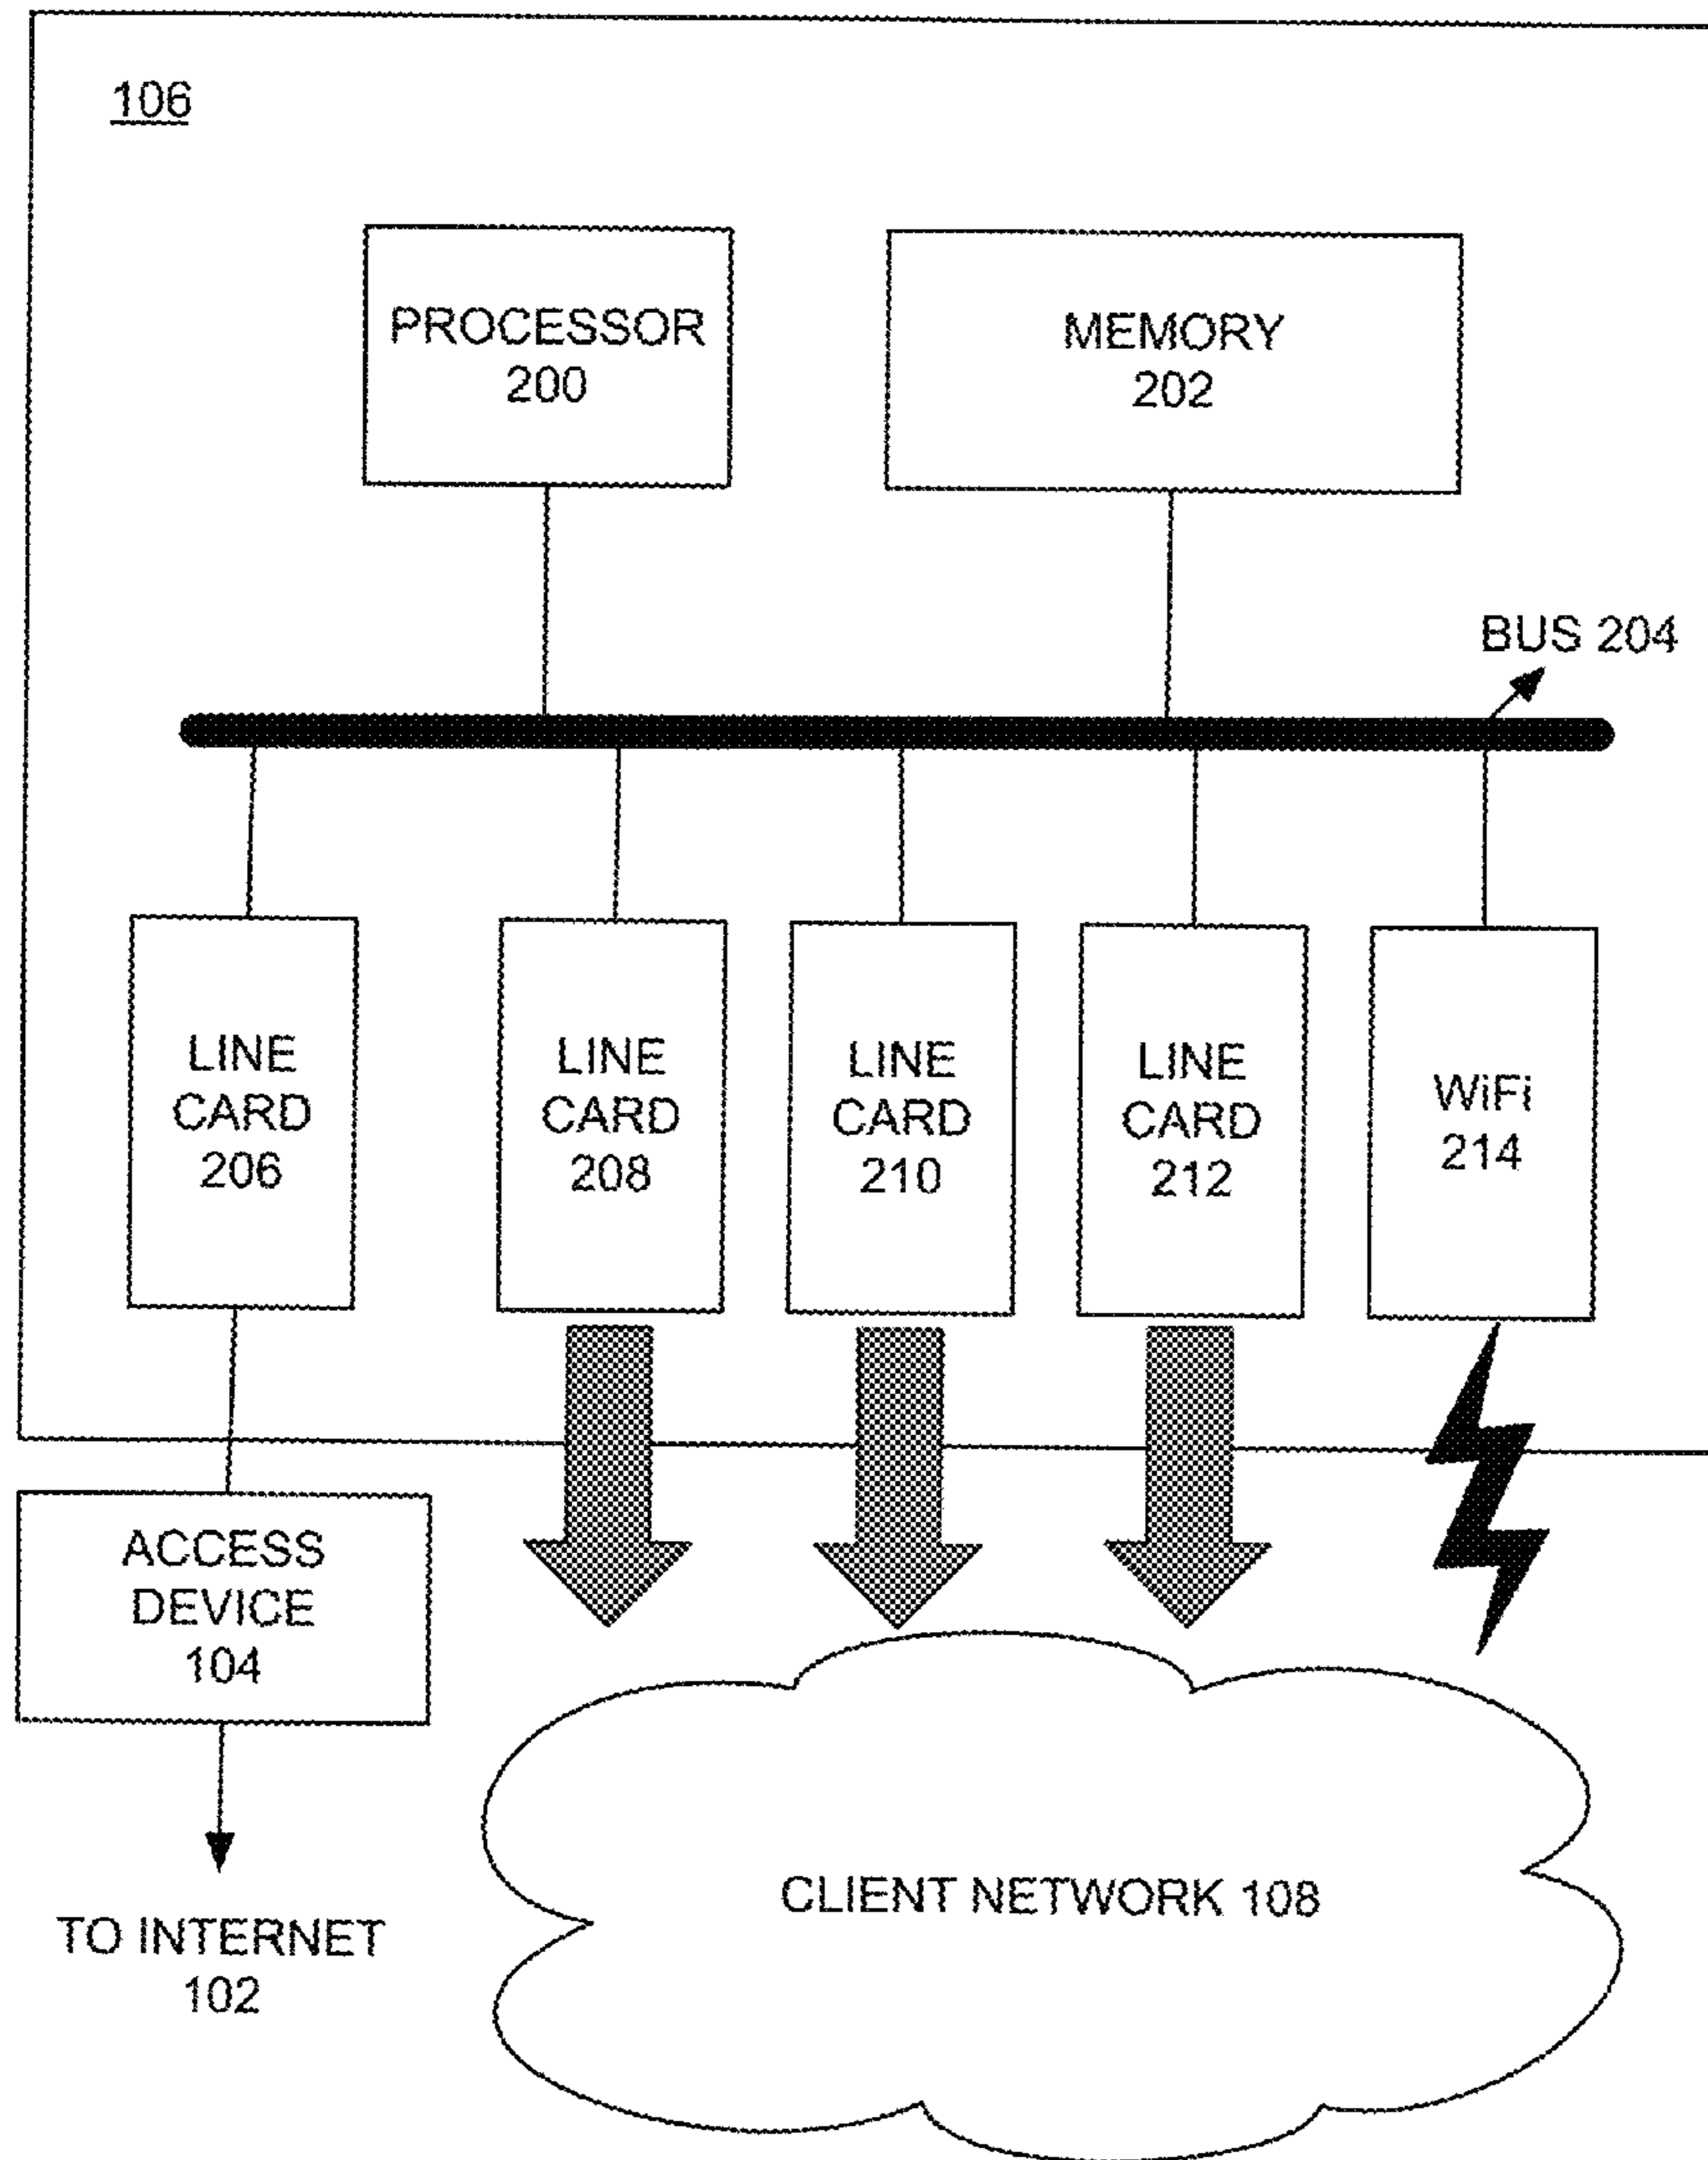 106
PROCESSOR
200
MEMORY
202
BUS 204
LINE
CARD
206
LINE
CARD
208
LINE
CARD
210
LINE
CARD
212
WiFi
214
ACCESS
DEVICE
104
TO INTERNET
102
CLIENT NETWORK 108